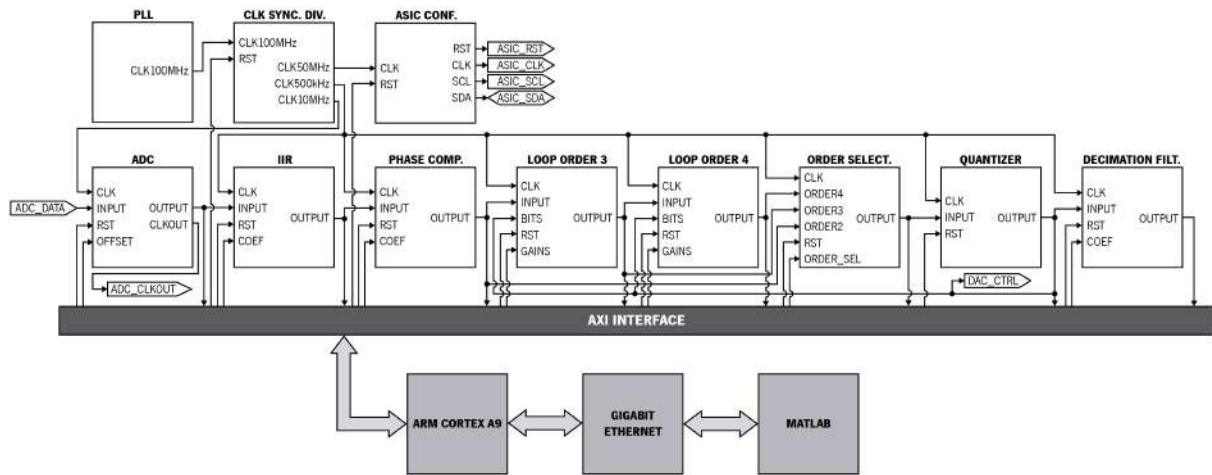 PLL
CLK100MHz
CLK SYNC. DIV.
CLK100MHz
RST
CLK50MHz
CLK500kHz
CLK10MHz
ASIC CONF.
CLK
RST
RST
CLK
SCL
SDA
ASIC_RST
ASIC_CLK
ASIC_SCL
ASIC_SDA
ADC_DATA
ADC
CLK
INPUT
RST
OFFSET
OUTPUT
CLKOUT
ADC_CLKOUT
IIR
CLK
INPUT
RST
COEF
OUTPUT
PHASE COMP.
CLK
INPUT
RST
COEF
OUTPUT
LOOP ORDER 3
CLK
INPUT
BITS
RST
GAINS
OUTPUT
LOOP ORDER 4
CLK
INPUT
BITS
RST
GAINS
OUTPUT
ORDER SELECT.
CLK
ORDER4
ORDER3
ORDER2
RST
ORDER_SEL
OUTPUT
QUANTIZER
CLK
INPUT
RST
OUTPUT
DAC_CTRL
DECIMATION FILT.
CLK
INPUT
RST
COEF
OUTPUT
AXI INTERFACE
ARM CORTEX A9
GIGABIT
ETHERNET
MATLAB